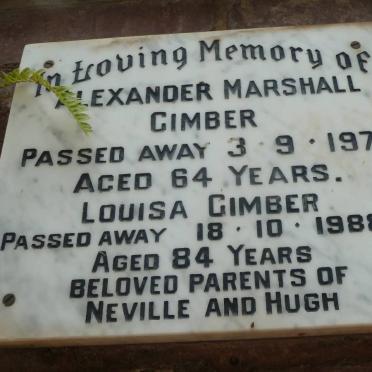 In Loving Memory of
ALEXANDER MARSHALL
GIMBER
PASSED AWAY 3 · 9 · 197
AGED 64 YEARS.
LOUISA GIMBER
PASSED AWAY 18 · 10 · 1988
AGED 84 YEARS
BELOVED PARENTS OF
NEVILLE AND HUGH